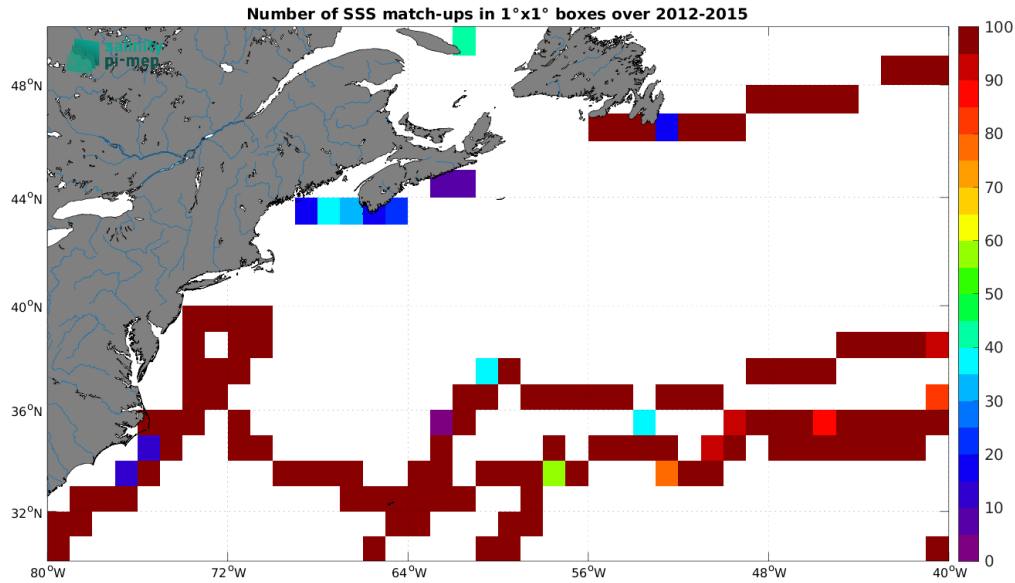 Number of SSS match-ups in 1°x1° boxes over 2012-2015
salinity
pi-mep
48°N
44°N
40°N
36°N
32°N
80°W
72°W
64°W
56°W
48°W
40°W
100
90
80
70
60
50
40
30
20
10
0